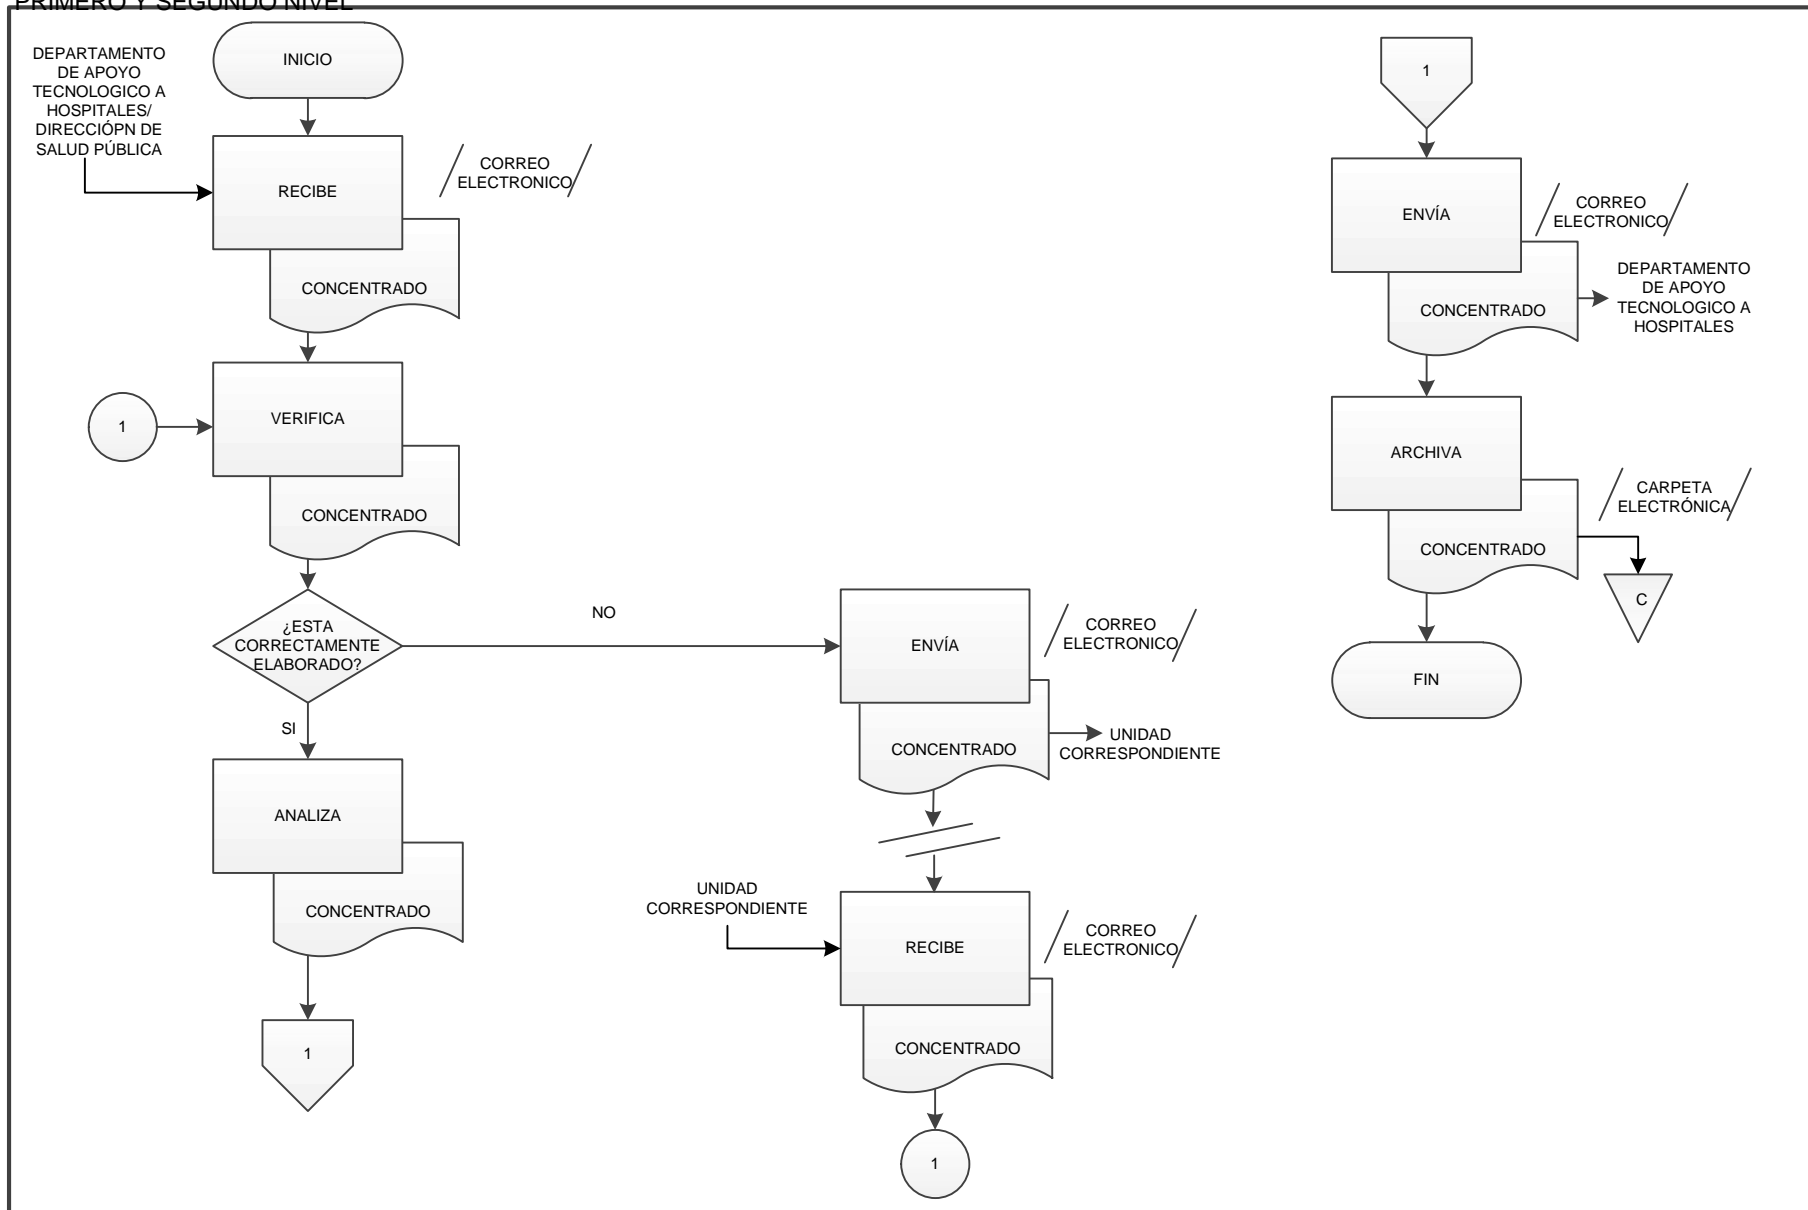 PRIMERO Y SEGUNDO NIVEL
DEPARTAMENTO
DE APOYO
TECNOLOGICO A
HOSPITALES/
DIRECCIÓPN DE
SALUD PÚBLICA
INICIO
RECIBE
CORREO
ELECTRONICO
CONCENTRADO
1
VERIFICA
CONCENTRADO
¿ESTA
CORRECTAMENTE
ELABORADO?
NO
SI
ANALIZA
CONCENTRADO
1
ENVÍA
CORREO
ELECTRONICO
CONCENTRADO
UNIDAD
CORRESPONDIENTE
UNIDAD
CORRESPONDIENTE
RECIBE
CORREO
ELECTRONICO
CONCENTRADO
1
1
ENVÍA
CORREO
ELECTRONICO
CONCENTRADO
DEPARTAMENTO
DE APOYO
TECNOLOGICO A
HOSPITALES
ARCHIVA
CARPETA
ELECTRÓNICA
CONCENTRADO
C
FIN